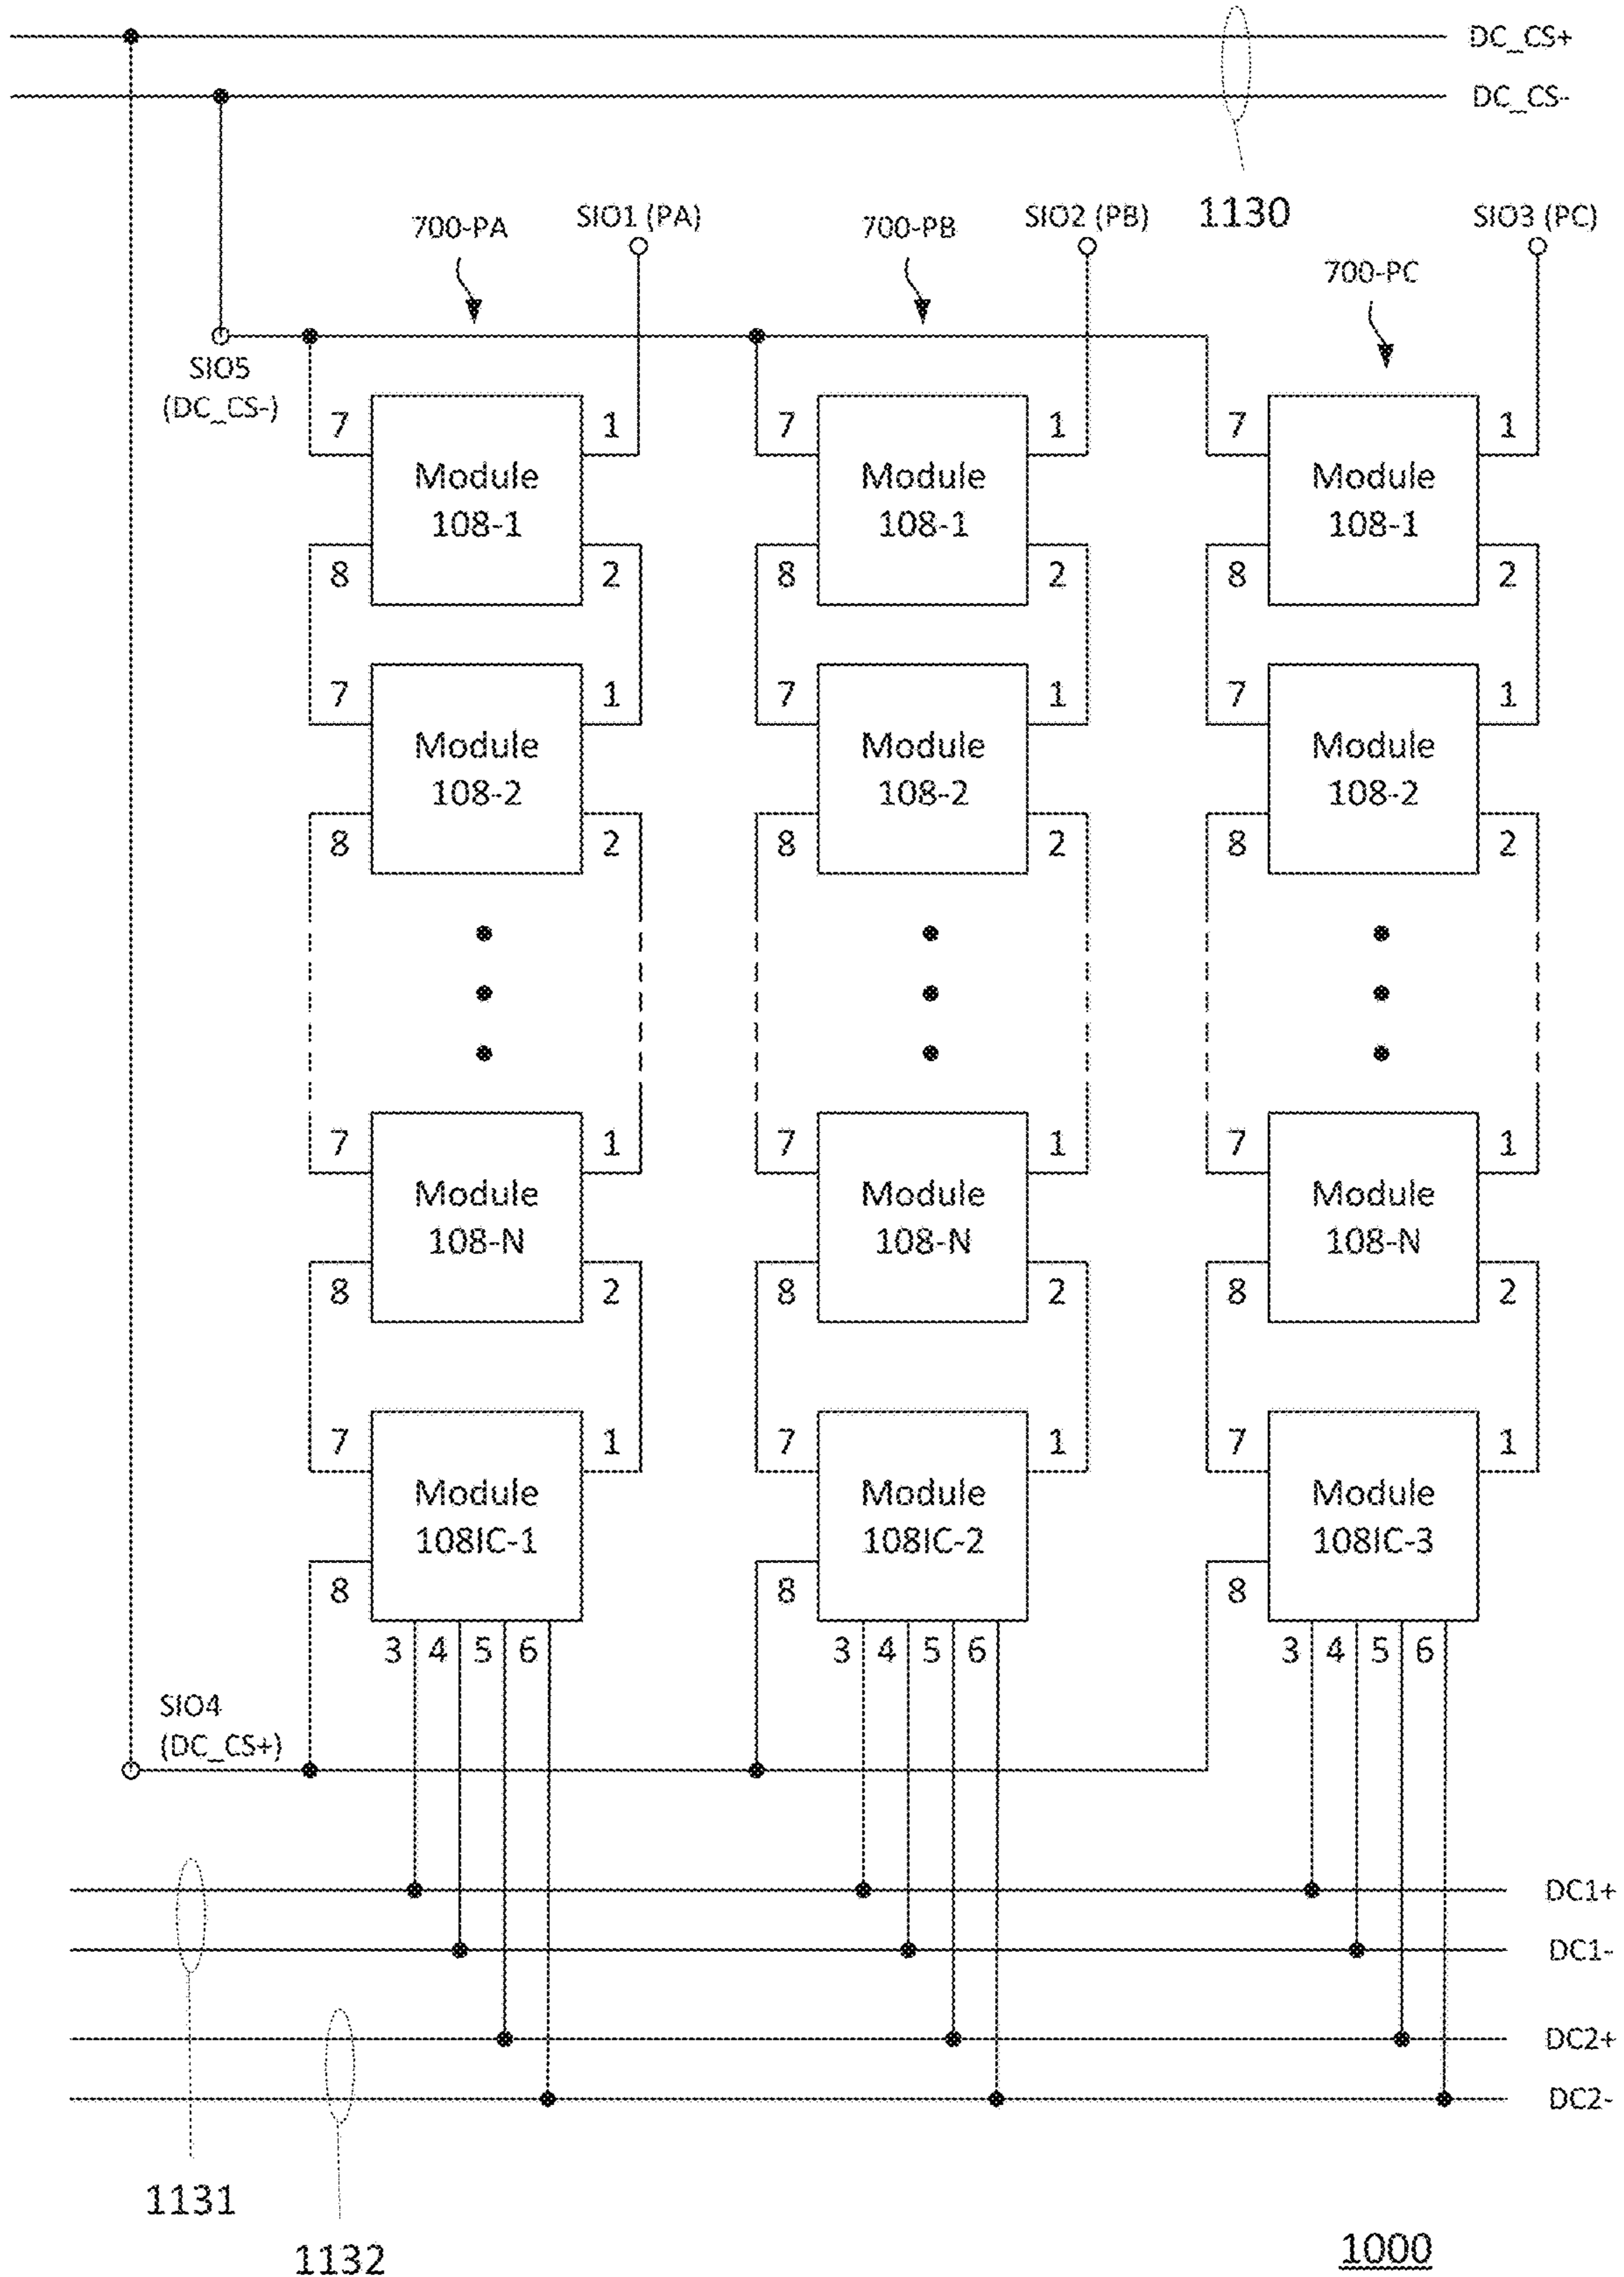 DC_CS+
DC_CS-
1130
700-PA
SIO1 (PA)
700-PB
SIO2 (PB)
700-PC
SIO3 (PC)
SIO5
(DC_CS-)
7
Module
108-1
1
8
2
7
Module
108-1
1
8
2
7
Module
108-1
1
8
2
7
Module
108-2
1
8
2
7
Module
108-2
1
8
2
7
Module
108-2
1
8
2
7
Module
108-N
1
8
2
7
Module
108-N
1
8
2
7
Module
108-N
1
8
2
7
Module
108IC-1
1
8
3 4 5 6
7
Module
108IC-2
1
8
3 4 5 6
7
Module
108IC-3
1
8
3 4 5 6
SIO4
(DC_CS+)
DC1+
DC1-
DC2+
DC2-
1131
1132
1000